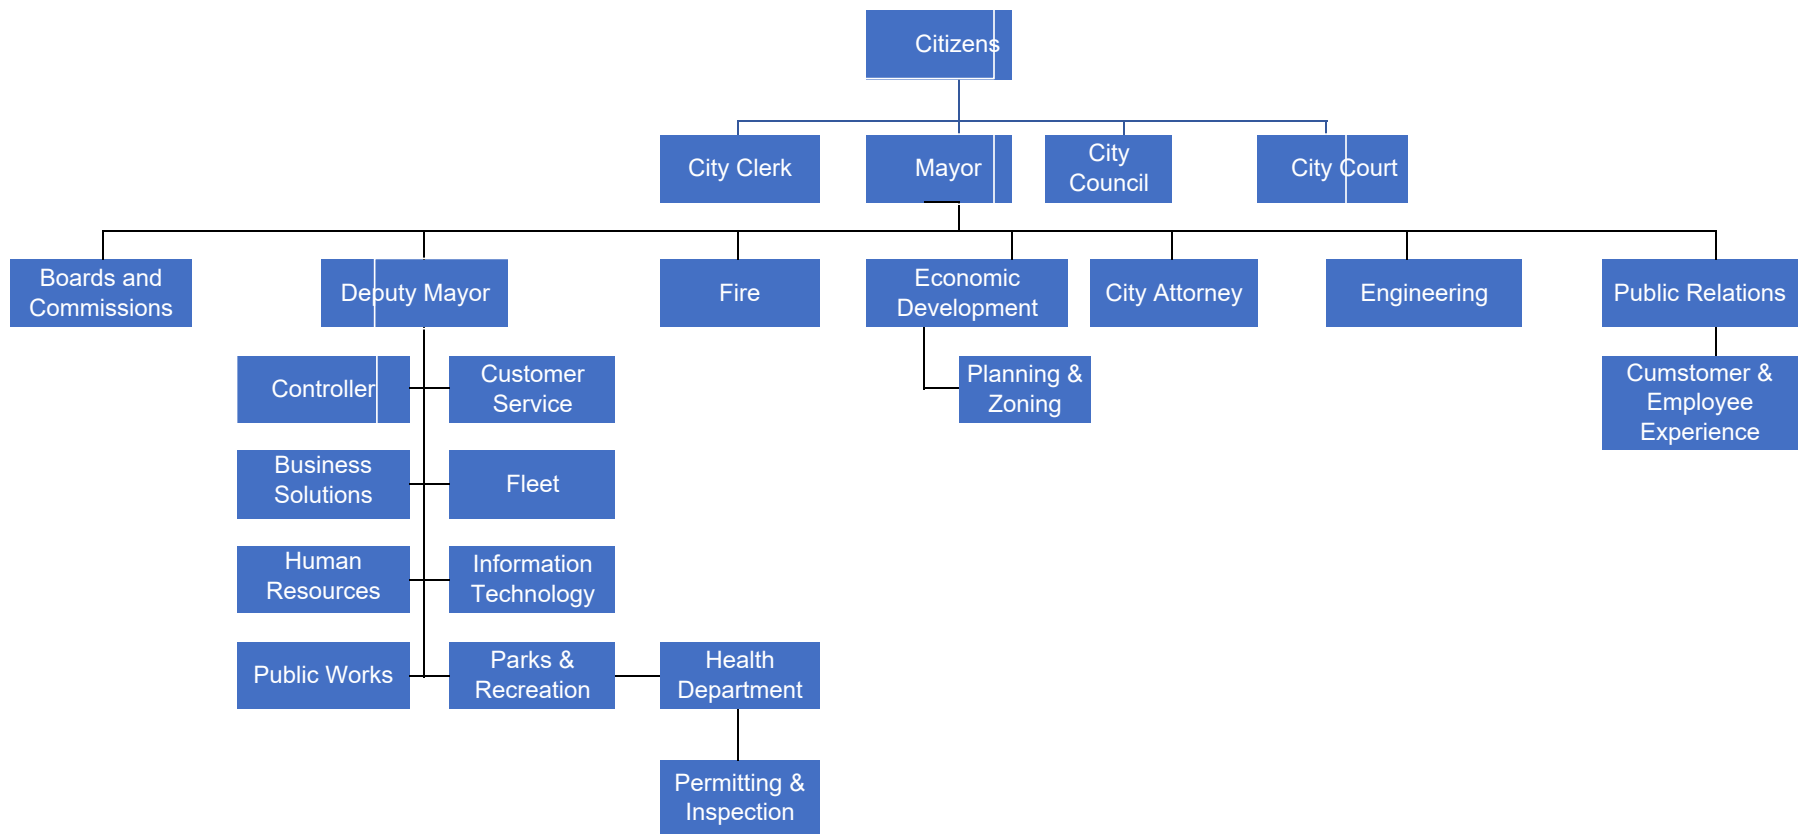 Citizens
City Clerk
Mayor
City
Council
City Court
Boards and
Commissions
Deputy Mayor
Fire
Economic
Development
City Attorney
Engineering
Public Relations
Controller
Customer
Service
Planning &
Zoning
Cumstomer &
Employee
Experience
Business
Solutions
Fleet
Human
Resources
Information
Technology
Public Works
Parks &
Recreation
Health
Department
Permitting &
Inspection